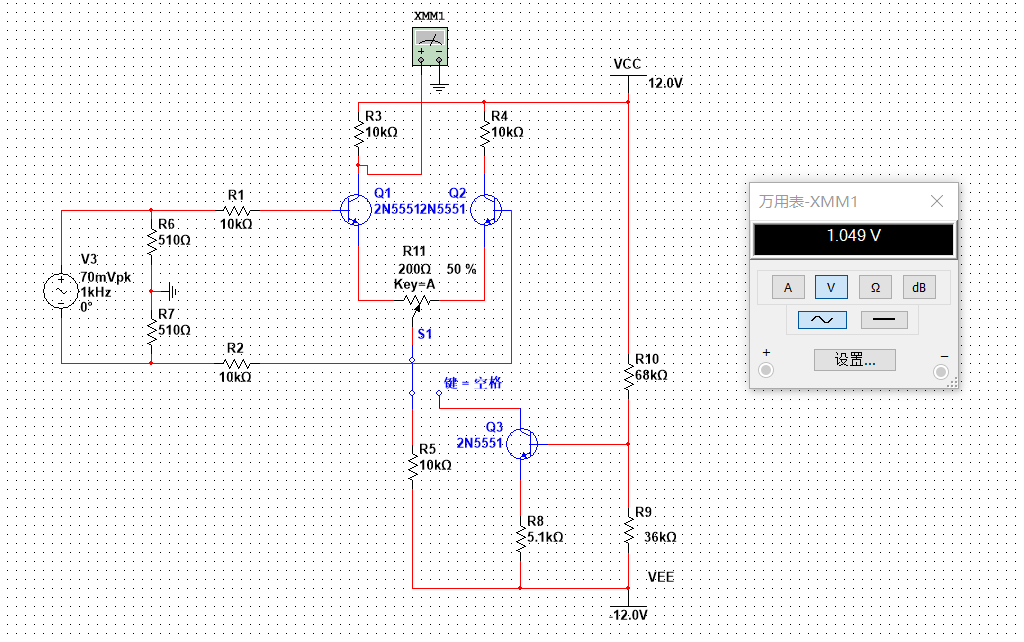 XMM1
VCC
12.0V
R3
10kΩ
R4
10kΩ
Q1
2N5551
Q2
2N5551
R1
10kΩ
R6
510Ω
V3
70mVpk
1kHz
0°
R7
510Ω
R2
10kΩ
R11
200Ω
50 %
Key=A
S1
键 = 空格
Q3
2N5551
R5
10kΩ
R8
5.1kΩ
R10
68kΩ
R9
36kΩ
VEE
-12.0V
万用表-XMM1
1.049 V
A
V
Ω
dB
+
设置...
−